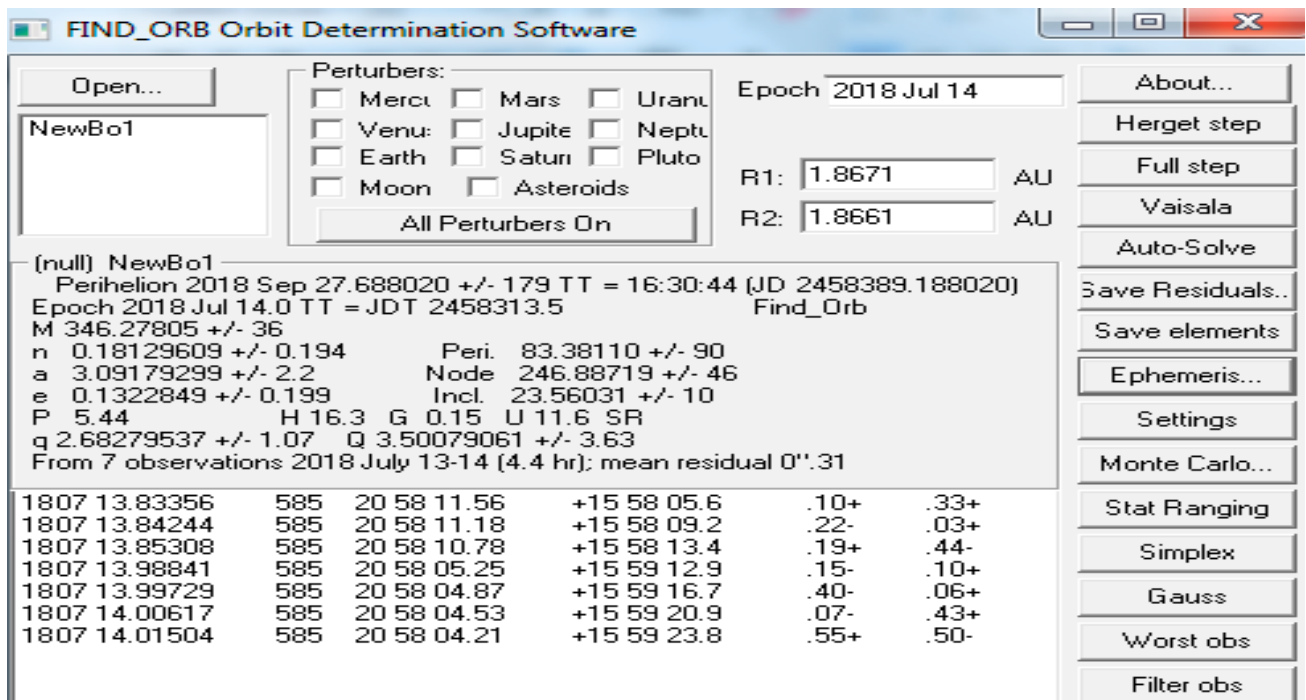 FIND_ORB Orbit Determination Software
Open...
NewBo1
Perturbers:
Mercu Mars Uranu
Venu: Jupite Neptu
Earth Saturi Pluto
Moon Asteroids
All Perturbers On
Epoch 2018 Jul 14
R1: 1.8671 AU
R2: 1.8661 AU
(null) NewBo1
Perihelion 2018 Sep 27.688020 +/- 179 TT = 16:30:44 (JD 2458389.188020)
Epoch 2018 Jul 14.0 TT = JDT 2458313.5 Find_Orb
M 346.27805 +/- 36
n 0.18129609 +/- 0.194 Peri. 83.38110 +/- 90
a 3.09179299 +/- 2.2 Node 246.88719 +/- 46
e 0.1322849 +/- 0.199 Incl. 23.56031 +/- 10
P 5.44 H 16.3 G 0.15 U 11.6 SR
q 2.68279537 +/- 1.07 Q 3.50079061 +/- 3.63
From 7 observations 2018 July 13-14 (4.4 hr); mean residual 0".31
1807 13.83356 585 20 58 11.56 +15 58 05.6 .10+ .33+
1807 13.84244 585 20 58 11.18 +15 58 09.2 .22- .03+
1807 13.85308 585 20 58 10.78 +15 58 13.4 .19+ .44-
1807 13.98841 585 20 58 05.25 +15 59 12.9 .15- .10+
1807 13.99729 585 20 58 04.87 +15 59 16.7 .40- .06+
1807 14.00617 585 20 58 04.53 +15 59 20.9 .07- .43+
1807 14.01504 585 20 58 04.21 +15 59 23.8 .55+ .50-
About...
Herget step
Full step
Vaisala
Auto-Solve
Save Residuals..
Save elements
Ephemeris...
Settings
Monte Carlo...
Stat Ranging
Simplex
Gauss
Worst obs
Filter obs